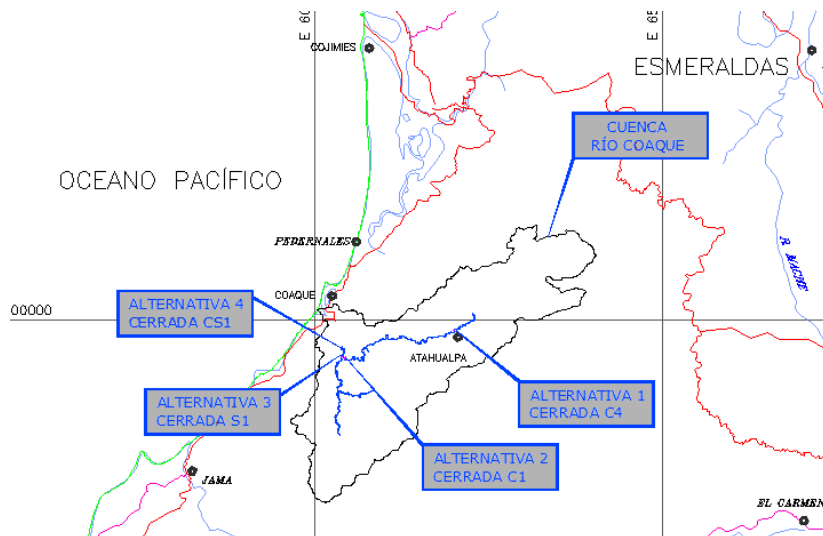 E 60
E 65
COJIMIES
ESMERALDAS
CUENCA
RÍO COAQUE
OCEANO PACÍFICO
PEDERNALES
R. MACHE
COAQUE
ALTERNATIVA 4
CERRADA CS1
00000
ATAHUALPA
ALTERNATIVA 3
CERRADA S1
ALTERNATIVA 1
CERRADA C4
ALTERNATIVA 2
CERRADA C1
JAMA
EL CARMEN